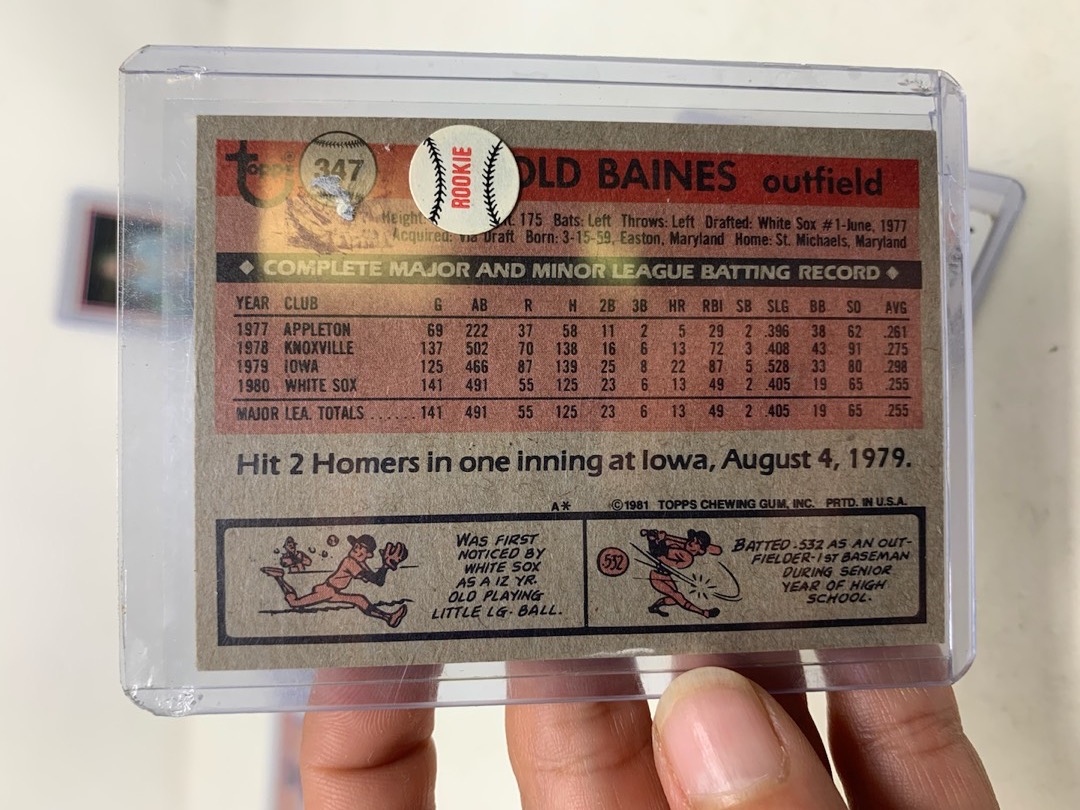 TOPPS® 347 ROOKIE OLD BAINES outfield
Height 175 Bats: Left Throws: Left Drafted: White Sox #1-June, 1977
Acquired: Via Draft Born: 3-15-59, Easton, Maryland Home: St. Michaels, Maryland
◆ COMPLETE MAJOR AND MINOR LEAGUE BATTING RECORD ◆
YEAR CLUB G AB R H 2B 3B HR RBI SB SLG BB SO AVG
1977 APPLETON 69 222 37 58 11 2 5 29 2 .396 38 62 .261
1978 KNOXVILLE 137 502 70 138 16 6 13 72 3 .408 43 91 .275
1979 IOWA 125 466 87 139 25 8 22 87 5 .528 33 80 .298
1980 WHITE SOX 141 491 55 125 23 6 13 49 2 .405 19 65 .255
MAJOR LEA. TOTALS ...... 141 491 55 125 23 6 13 49 2 .405 19 65 .255
Hit 2 Homers in one inning at Iowa, August 4, 1979.
A* ©1981 TOPPS CHEWING GUM, INC. PRTD. IN U.S.A.
WAS FIRST
NOTICED BY
WHITE SOX
AS A 12 YR.
OLD PLAYING
LITTLE LG. BALL.
.532
BATTED .532 AS AN OUT-
FIELDER-1ST BASEMAN
DURING SENIOR
YEAR OF HIGH
SCHOOL.